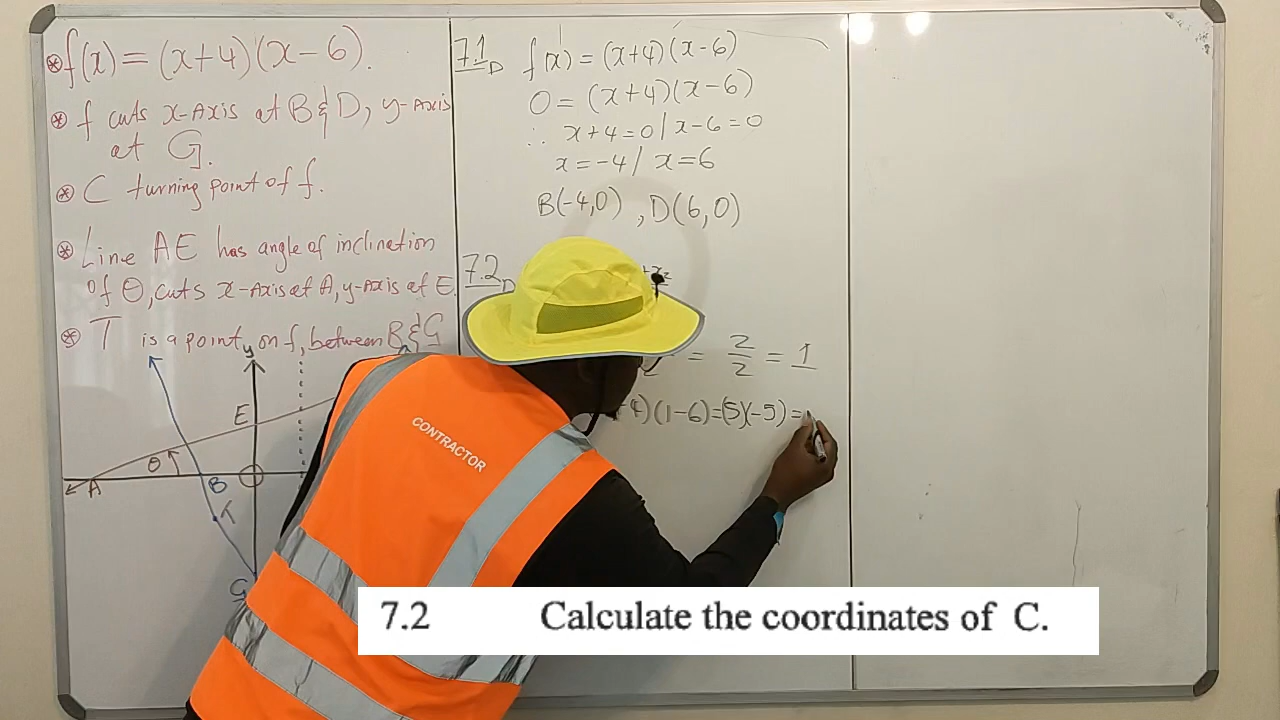 ⊛f(x) = (x+4)(x-6).
⊛ f cuts x-Axis at B & D, y-Axis
at G.
⊛ C turning point of f.
⊛ Line AE has angle of inclination
of θ, cuts x-Axis at A, y-Axis at E.
⊛ T is a point on f, between B & G
y
E
θ
A
B
T
G
7.1
f(x) = (x+4)(x-6)
0 = (x+4)(x-6)
∴ x+4=0 / x-6=0
x=-4 / x=6
B(-4,0) , D(6,0)
7.2
= 2/2 = 1
4)(1-6)=(5)(-5)=
CONTRACTOR
7.2 Calculate the coordinates of C.